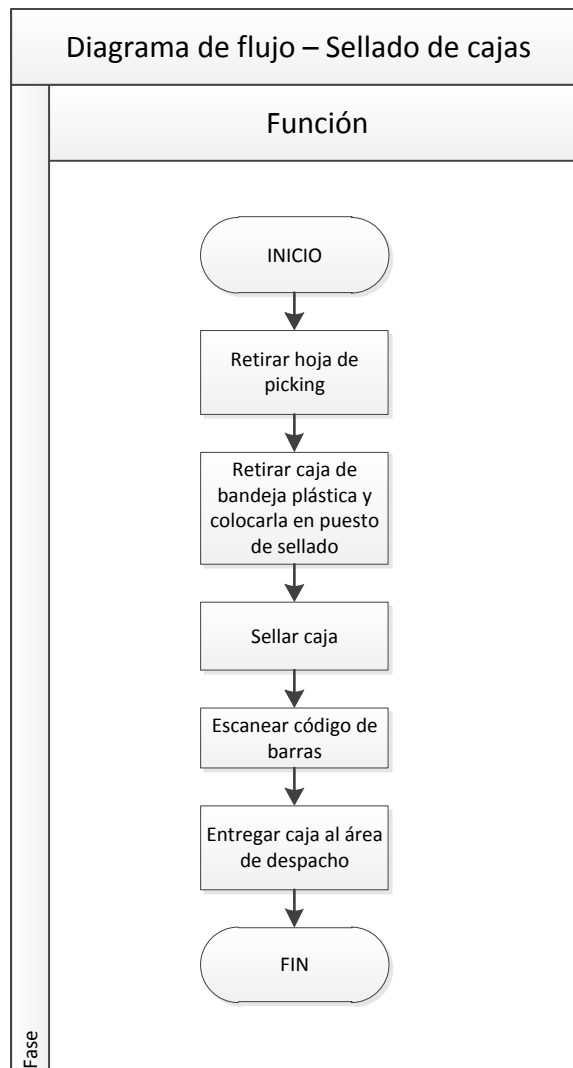 Diagrama de flujo – Sellado de cajas
Función
INICIO
Retirar hoja de
picking
Retirar caja de
bandeja plástica y
colocarla en puesto
de sellado
Sellar caja
Escanear código de
barras
Entregar caja al área
de despacho
FIN
Fase